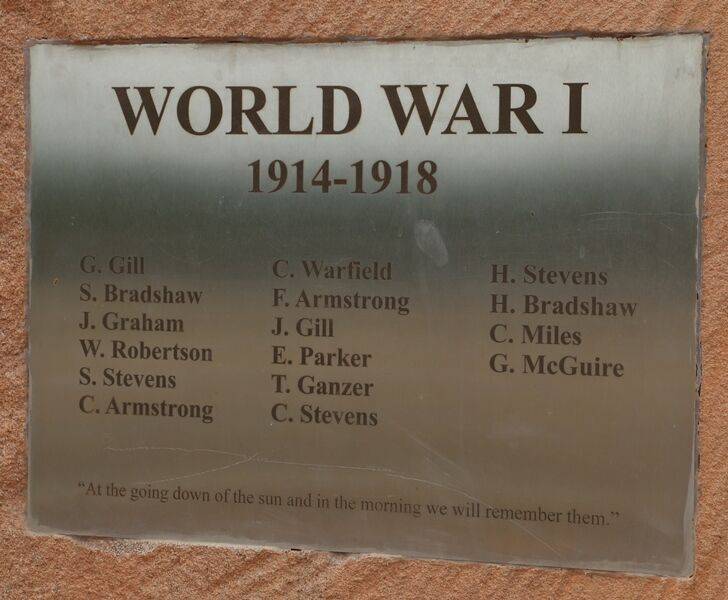 WORLD WAR I
1914-1918
G. Gill
S. Bradshaw
J. Graham
W. Robertson
S. Stevens
C. Armstrong
C. Warfield
F. Armstrong
J. Gill
E. Parker
T. Ganzer
C. Stevens
H. Stevens
H. Bradshaw
C. Miles
G. McGuire
“At the going down of the sun and in the morning we will remember them.”